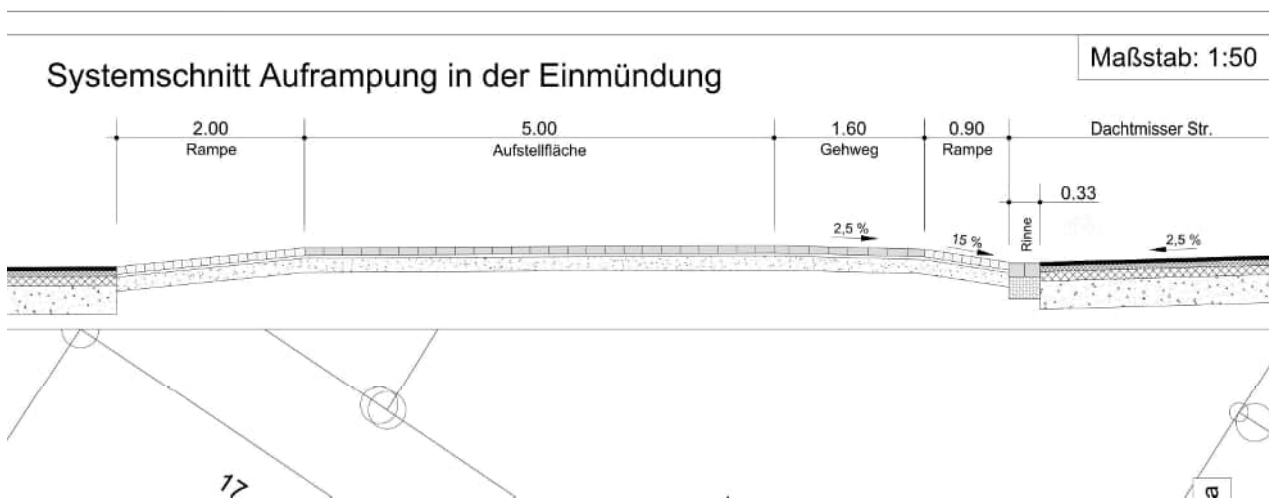 Systemschnitt Auframpung in der Einmündung
Maßstab: 1:50
2.00
Rampe
5.00
Aufstellfläche
1.60
Gehweg
0.90
Rampe
Dachtmisser Str.
0.33
Rinne
2,5 %
15 %
2,5 %
17
a